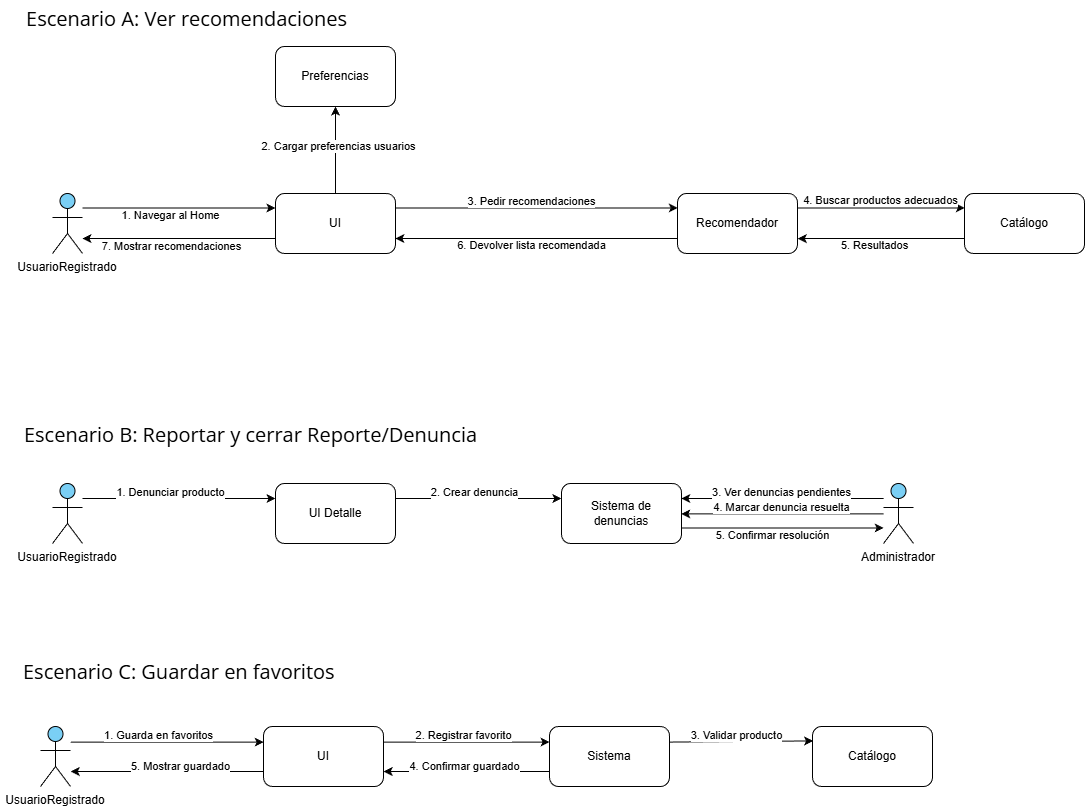 Escenario A: Ver recomendaciones
Preferencias
2. Cargar preferencias usuarios
1. Navegar al Home
UI
3. Pedir recomendaciones
Recomendador
4. Buscar productos adecuados
Catálogo
7. Mostrar recomendaciones
6. Devolver lista recomendada
5. Resultados
UsuarioRegistrado
Escenario B: Reportar y cerrar Reporte/Denuncia
1. Denunciar producto
UI Detalle
2. Crear denuncia
Sistema de
denuncias
3. Ver denuncias pendientes
4. Marcar denuncia resuelta
5. Confirmar resolución
UsuarioRegistrado
Administrador
Escenario C: Guardar en favoritos
1. Guarda en favoritos
UI
2. Registrar favorito
Sistema
3. Validar producto
Catálogo
5. Mostrar guardado
4. Confirmar guardado
UsuarioRegistrado